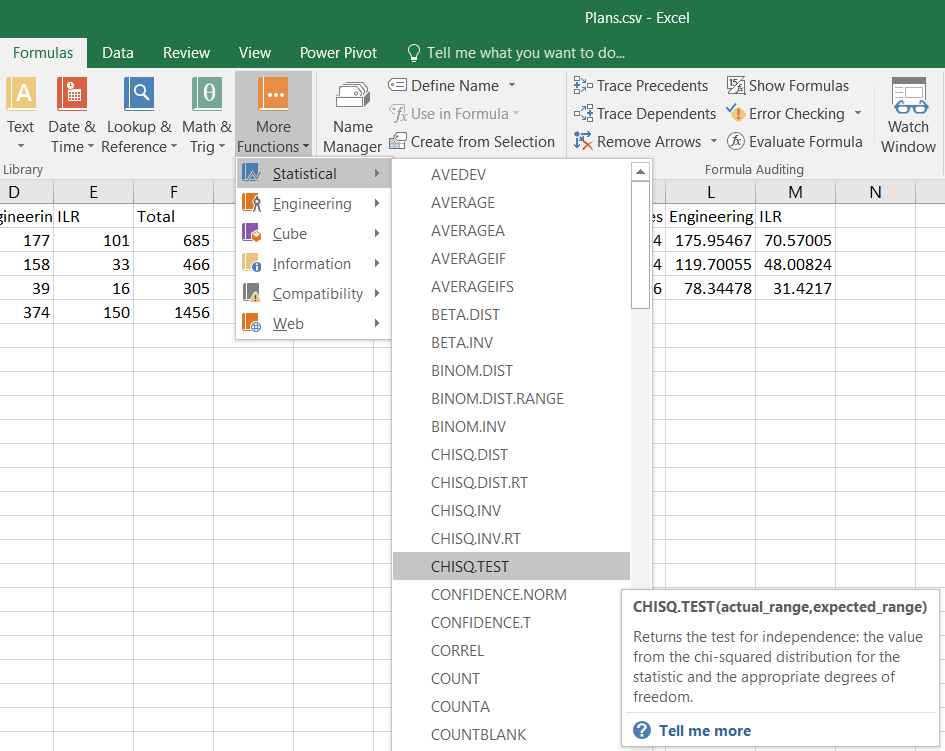 Plans.csv - Excel
Formulas Data Review View Power Pivot Tell me what you want to do...
Text
Date & Time
Lookup & Reference
Math & Trig
More Functions
Name Manager
Define Name
Use in Formula
Create from Selection
Trace Precedents
Trace Dependents
Remove Arrows
Show Formulas
Error Checking
Evaluate Formula
Watch Window
Library
Formula Auditing
D E F L M N
ILR Total Engineering ILR
177 101 685 4 175.95467 70.57005
158 33 466 4 119.70055 48.00824
39 16 305 6 78.34478 31.4217
374 150 1456
Statistical
Engineering
Cube
Information
Compatibility
Web
AVEDEV
AVERAGE
AVERAGEA
AVERAGEIF
AVERAGEIFS
BETA.DIST
BETA.INV
BINOM.DIST
BINOM.DIST.RANGE
BINOM.INV
CHISQ.DIST
CHISQ.DIST.RT
CHISQ.INV
CHISQ.INV.RT
CHISQ.TEST
CONFIDENCE.NORM
CONFIDENCE.T
CORREL
COUNT
COUNTA
COUNTBLANK
CHISQ.TEST(actual_range,expected_range)
Returns the test for independence: the value
from the chi-squared distribution for the
statistic and the appropriate degrees of
freedom.
Tell me more